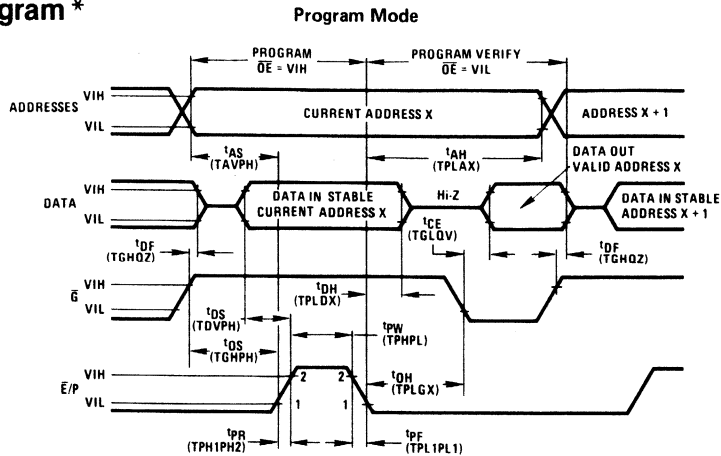 gram *
Program Mode
PROGRAM
OE = VIH
PROGRAM VERIFY
OE = VIL
ADDRESSES
VIH
VIL
CURRENT ADDRESS X
ADDRESS X + 1
tAS
(TAVPH)
tAH
(TPLAX)
DATA OUT
VALID ADDRESS X
DATA
VIH
VIL
DATA IN STABLE
CURRENT ADDRESS X
Hi-Z
DATA IN STABLE
ADDRESS X + 1
tCE
(TGLQV)
tDF
(TGHQZ)
tDF
(TGHQZ)
G
VIH
VIL
tDH
(TPLDX)
tDS
(TDVPH)
tPW
(TPHPL)
tOS
(TGHPH)
tOH
(TPLGX)
E/P
VIH
VIL
2
2
1
1
tPR
(TPH1PH2)
tPF
(TPL1PL1)